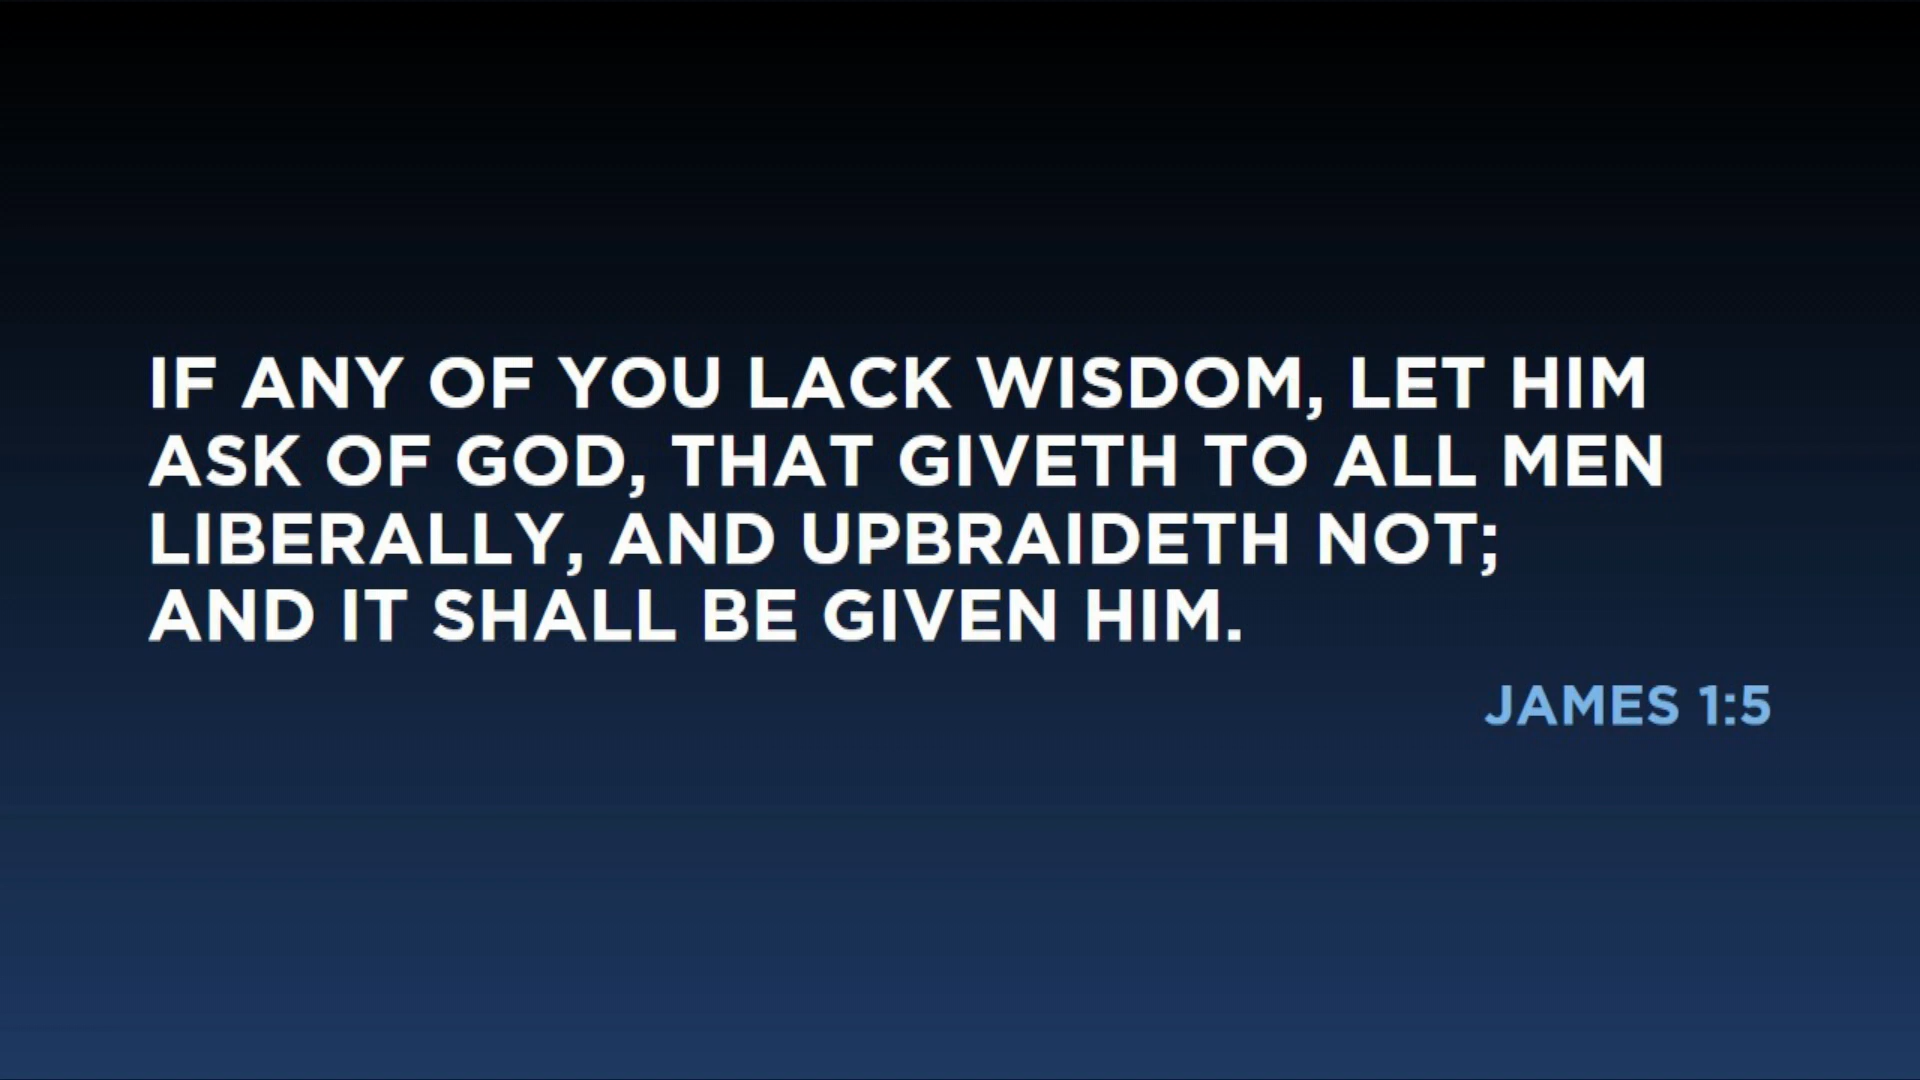 IF ANY OF YOU LACK WISDOM, LET HIM
ASK OF GOD, THAT GIVETH TO ALL MEN
LIBERALLY, AND UPBRAIDETH NOT;
AND IT SHALL BE GIVEN HIM.
JAMES 1:5